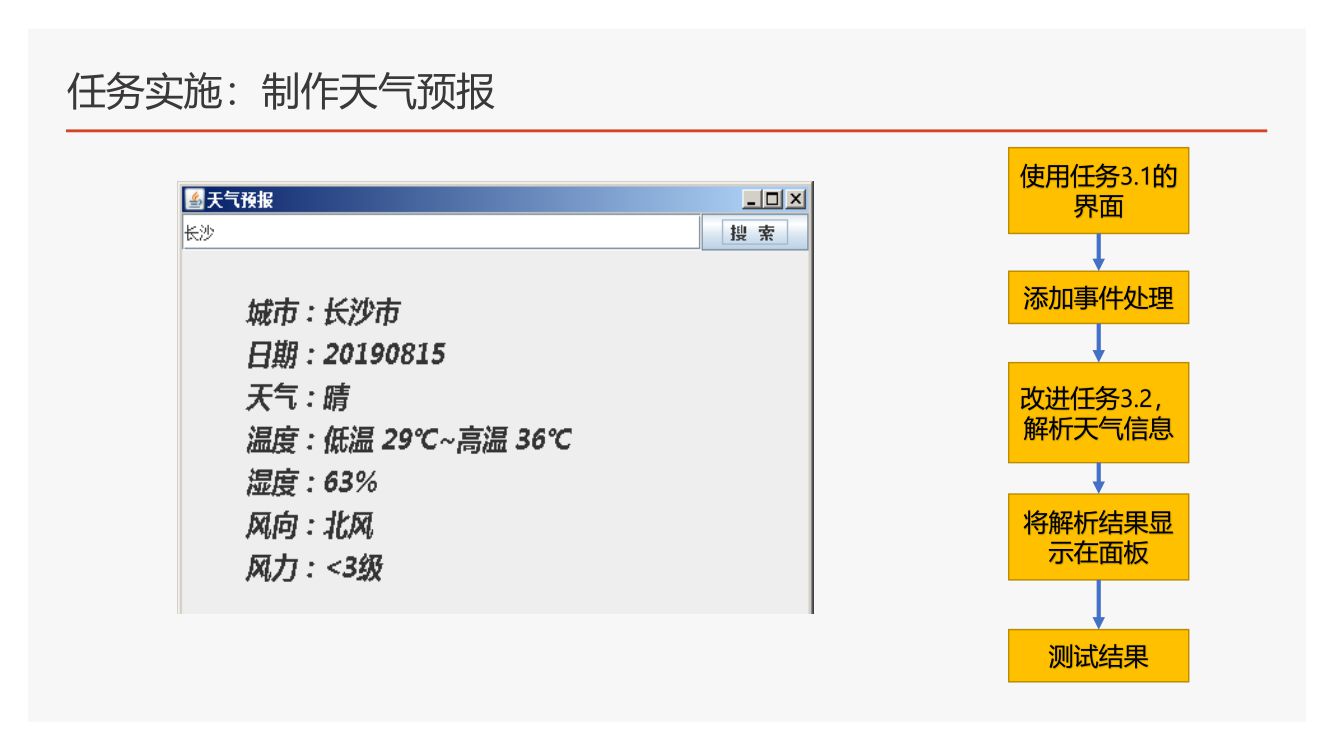 任务实施：制作天气预报
天气预报
长沙
搜 索
城市：长沙市
日期：20190815
天气：晴
温度：低温 29℃~高温 36℃
湿度：63%
风向：北风
风力：<3级
使用任务3.1的
界面
添加事件处理
改进任务3.2，
解析天气信息
将解析结果显
示在面板
测试结果